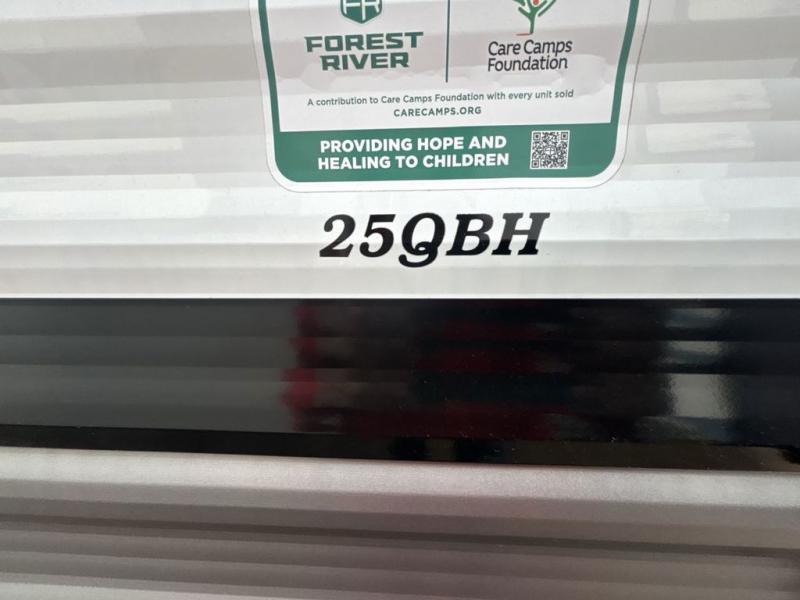 FR
FOREST
RIVER
Care Camps
Foundation
A contribution to Care Camps Foundation with every unit sold
CARECAMPS.ORG
PROVIDING HOPE AND
HEALING TO CHILDREN
25QBH